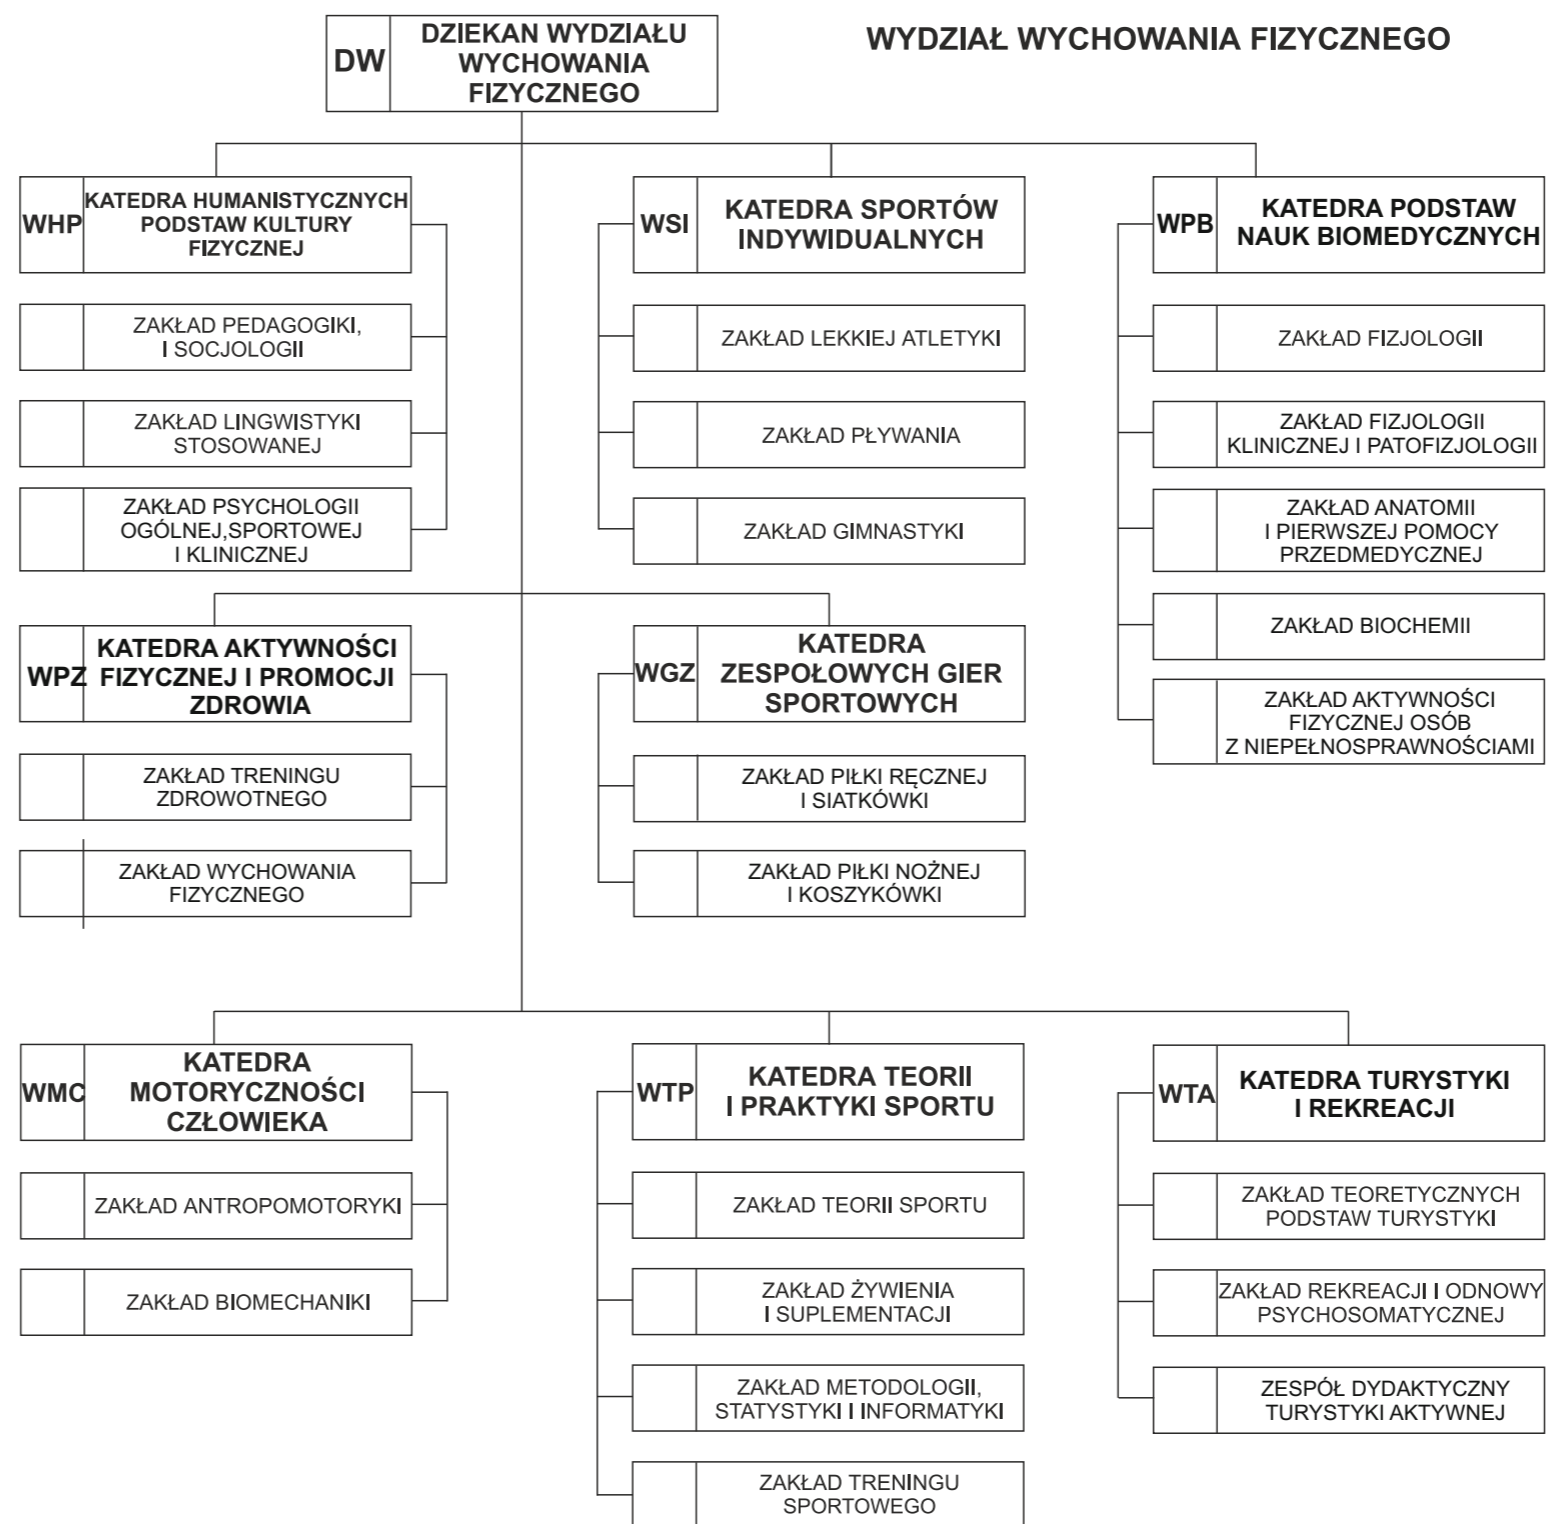 WYDZIAŁ WYCHOWANIA FIZYCZNEGO
DW
DZIEKAN WYDZIAŁU
WYCHOWANIA
FIZYCZNEGO
WHP
KATEDRA HUMANISTYCZNYCH
PODSTAW KULTURY
FIZYCZNEJ
ZAKŁAD PEDAGOGIKI,
I SOCJOLOGII
ZAKŁAD LINGWISTYKI
STOSOWANEJ
ZAKŁAD PSYCHOLOGII
OGÓLNEJ,SPORTOWEJ
I KLINICZNEJ
WSI
KATEDRA SPORTÓW
INDYWIDUALNYCH
ZAKŁAD LEKKIEJ ATLETYKI
ZAKŁAD PŁYWANIA
ZAKŁAD GIMNASTYKI
WPB
KATEDRA PODSTAW
NAUK BIOMEDYCZNYCH
ZAKŁAD FIZJOLOGII
ZAKŁAD FIZJOLOGII
KLINICZNEJ I PATOFIZJOLOGII
ZAKŁAD ANATOMII
I PIERWSZEJ POMOCY
PRZEDMEDYCZNEJ
ZAKŁAD BIOCHEMII
ZAKŁAD AKTYWNOŚCI
FIZYCZNEJ OSÓB
Z NIEPEŁNOSPRAWNOŚCIAMI
WPZ
KATEDRA AKTYWNOŚCI
FIZYCZNEJ I PROMOCJI
ZDROWIA
ZAKŁAD TRENINGU
ZDROWOTNEGO
ZAKŁAD WYCHOWANIA
FIZYCZNEGO
WGZ
KATEDRA
ZESPOŁOWYCH GIER
SPORTOWYCH
ZAKŁAD PIŁKI RĘCZNEJ
I SIATKÓWKI
ZAKŁAD PIŁKI NOŻNEJ
I KOSZYKÓWKI
WMC
KATEDRA
MOTORYCZNOŚCI
CZŁOWIEKA
ZAKŁAD ANTROPOMOTORYKI
ZAKŁAD BIOMECHANIKI
WTP
KATEDRA TEORII
I PRAKTYKI SPORTU
ZAKŁAD TEORII SPORTU
ZAKŁAD ŻYWIENIA
I SUPLEMENTACJI
ZAKŁAD METODOLOGII,
STATYSTYKI I INFORMATYKI
ZAKŁAD TRENINGU
SPORTOWEGO
WTA
KATEDRA TURYSTYKI
I REKREACJI
ZAKŁAD TEORETYCZNYCH
PODSTAW TURYSTYKI
ZAKŁAD REKREACJI I ODNOWY
PSYCHOSOMATYCZNEJ
ZESPÓŁ DYDAKTYCZNY
TURYSTYKI AKTYWNEJ